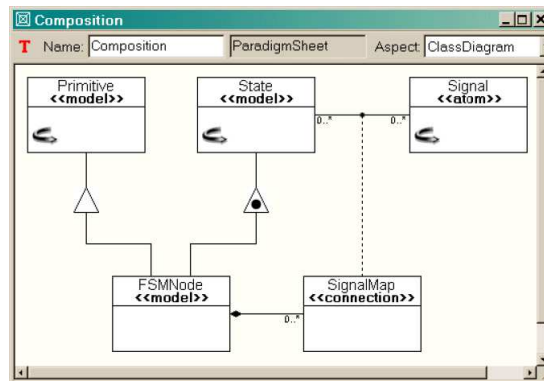 Composition
T Name: Composition ParadigmSheet Aspect: ClassDiagram
Primitive
<<model>>
State
<<model>>
Signal
<<atom>>
0..*
0..*
FSMNode
<<model>>
SignalMap
<<connection>>
0..*